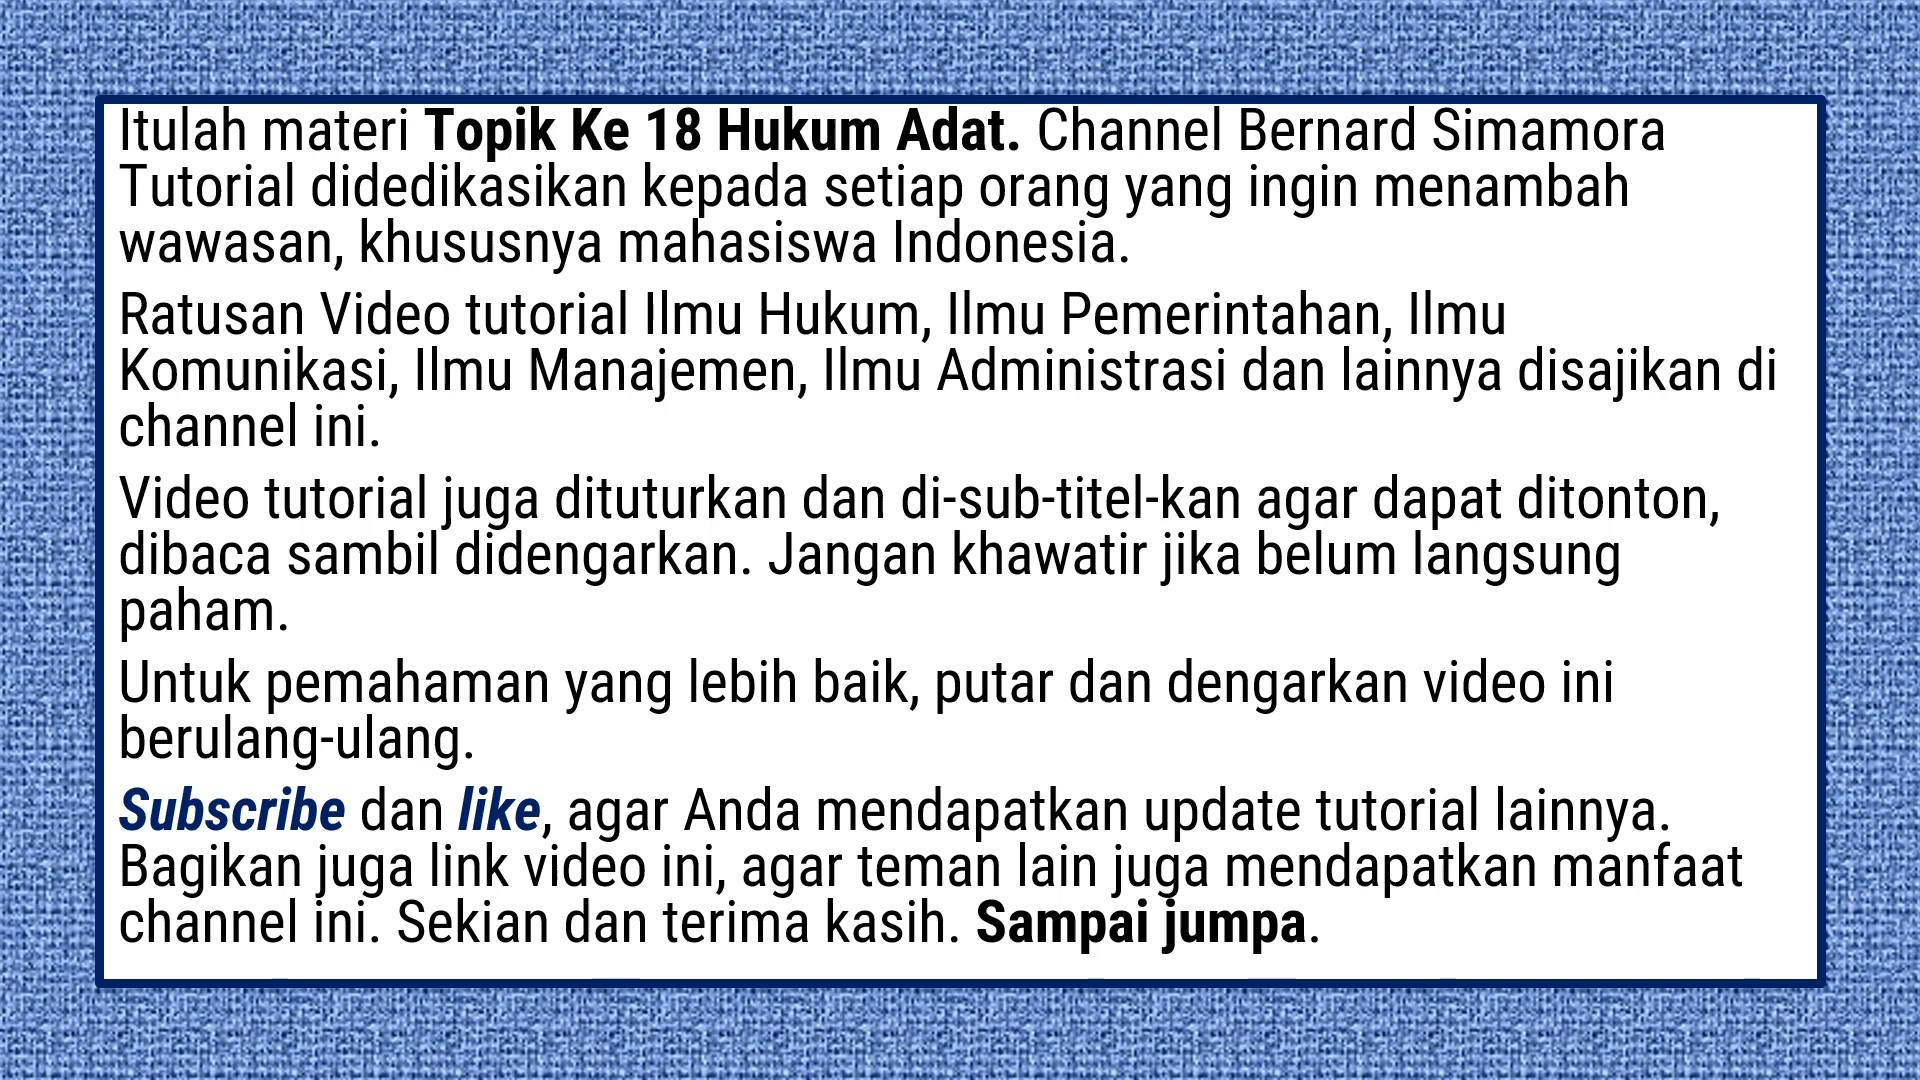 Itulah materi Topik Ke 18 Hukum Adat. Channel Bernard Simamora
Tutorial didedikasikan kepada setiap orang yang ingin menambah
wawasan, khususnya mahasiswa Indonesia.
Ratusan Video tutorial Ilmu Hukum, Ilmu Pemerintahan, Ilmu
Komunikasi, Ilmu Manajemen, Ilmu Administrasi dan lainnya disajikan di
channel ini.
Video tutorial juga dituturkan dan di-sub-titel-kan agar dapat ditonton,
dibaca sambil didengarkan. Jangan khawatir jika belum langsung
paham.
Untuk pemahaman yang lebih baik, putar dan dengarkan video ini
berulang-ulang.
Subscribe dan like, agar Anda mendapatkan update tutorial lainnya.
Bagikan juga link video ini, agar teman lain juga mendapatkan manfaat
channel ini. Sekian dan terima kasih. Sampai jumpa.